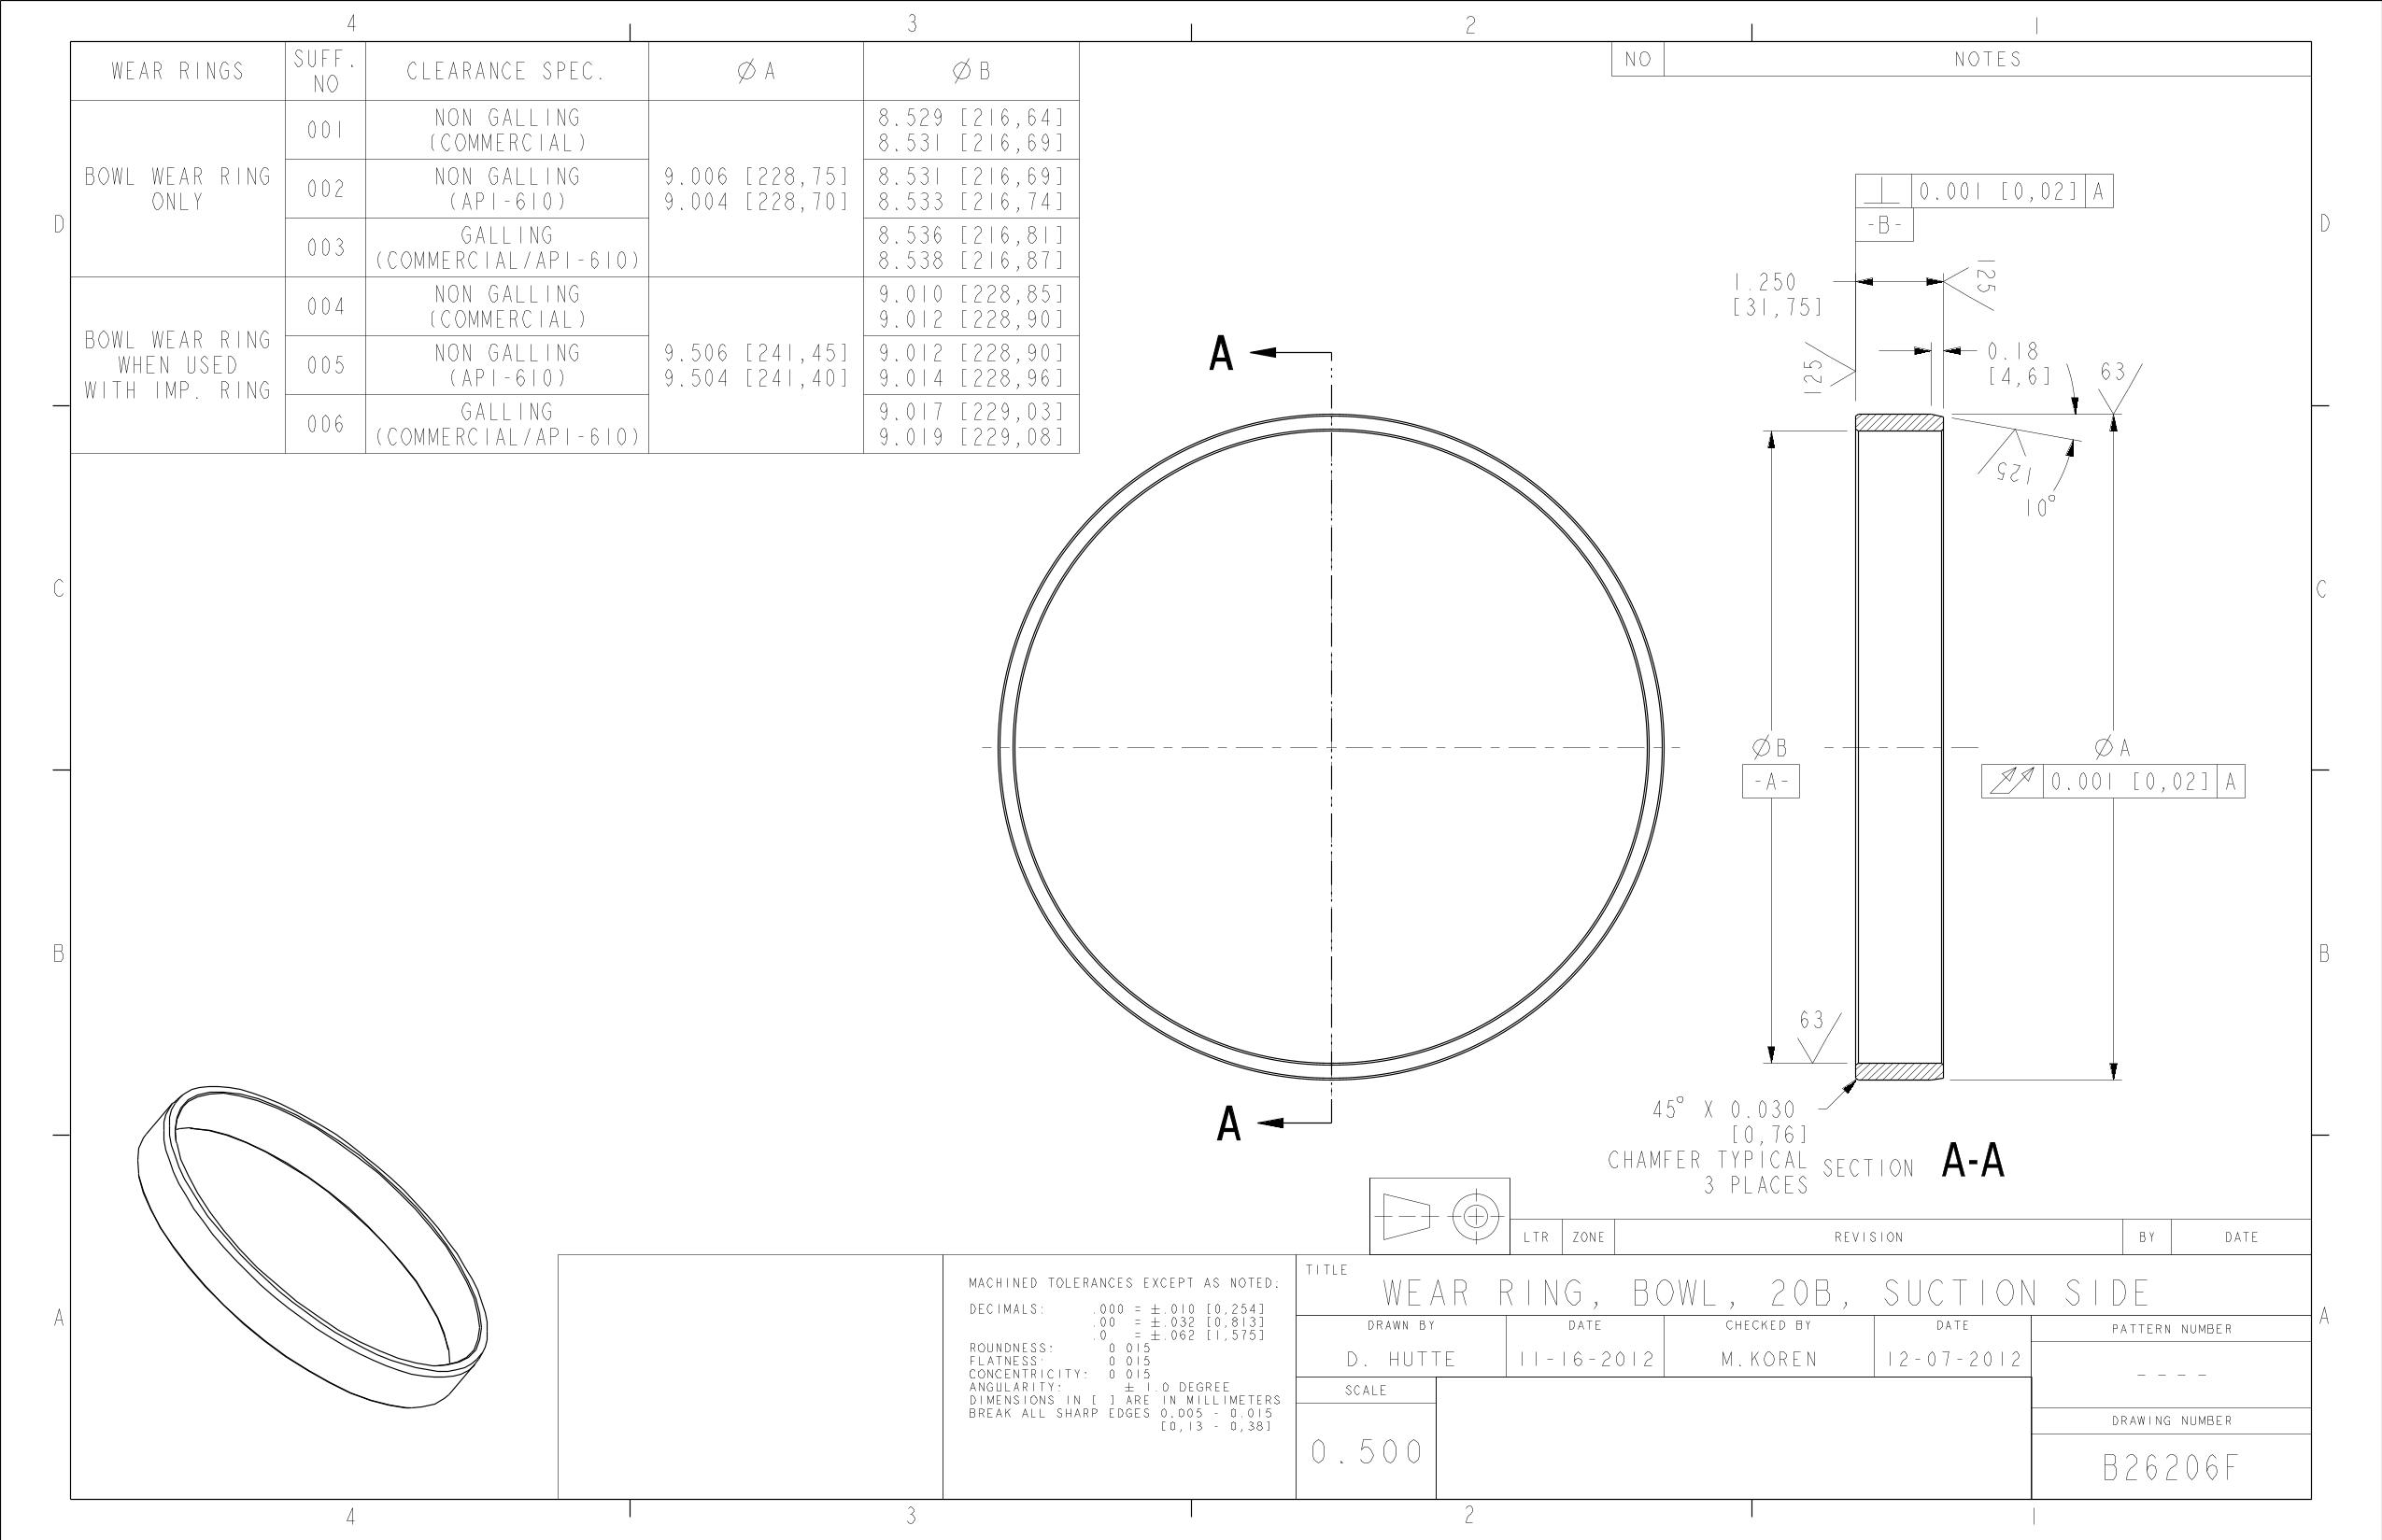 4 3 2 1
WEAR RINGS SUFF. NO CLEARANCE SPEC. Ø A Ø B
BOWL WEAR RING
ONLY
001 NON GALLING
(COMMERCIAL)
9.006 [228,75]
9.004 [228,70]
8.529 [216,64]
8.531 [216,69]
002 NON GALLING
(API-610)
8.531 [216,69]
8.533 [216,74]
003 GALLING
(COMMERCIAL/API-610)
8.536 [216,81]
8.538 [216,87]
BOWL WEAR RING
WHEN USED
WITH IMP. RING
004 NON GALLING
(COMMERCIAL)
9.506 [241,45]
9.504 [241,40]
9.010 [228,85]
9.012 [228,90]
005 NON GALLING
(API-610)
9.012 [228,90]
9.014 [228,96]
006 GALLING
(COMMERCIAL/API-610)
9.017 [229,03]
9.019 [229,08]
NO NOTES
D D
C C
B B
A A
⊥ 0.001 [0,02] A
-B-
1.250
[31,75]
125
125
0.18
[4,6]
63
125
10°
A
A
Ø B
-A-
Ø A
0.001 [0,02] A
63
45° X 0.030
[0,76]
CHAMFER TYPICAL
3 PLACES
SECTION A-A
LTR ZONE REVISION BY DATE
MACHINED TOLERANCES EXCEPT AS NOTED:
DECIMALS: .000 = ±.010 [0,254]
.00 = ±.032 [0,813]
.0 = ±.062 [1,575]
ROUNDNESS: 0.015
FLATNESS: 0.015
CONCENTRICITY: 0.015
ANGULARITY: ± 1.0 DEGREE
DIMENSIONS IN [ ] ARE IN MILLIMETERS
BREAK ALL SHARP EDGES 0.005 - 0.015
[0,13 - 0,38]
TITLE
WEAR RING, BOWL, 20B, SUCTION SIDE
DRAWN BY DATE CHECKED BY DATE
D. HUTTE 11-16-2012 M.KOREN 12-07-2012
PATTERN NUMBER
----
SCALE
0.500
DRAWING NUMBER
B26206F
4 3 2 1